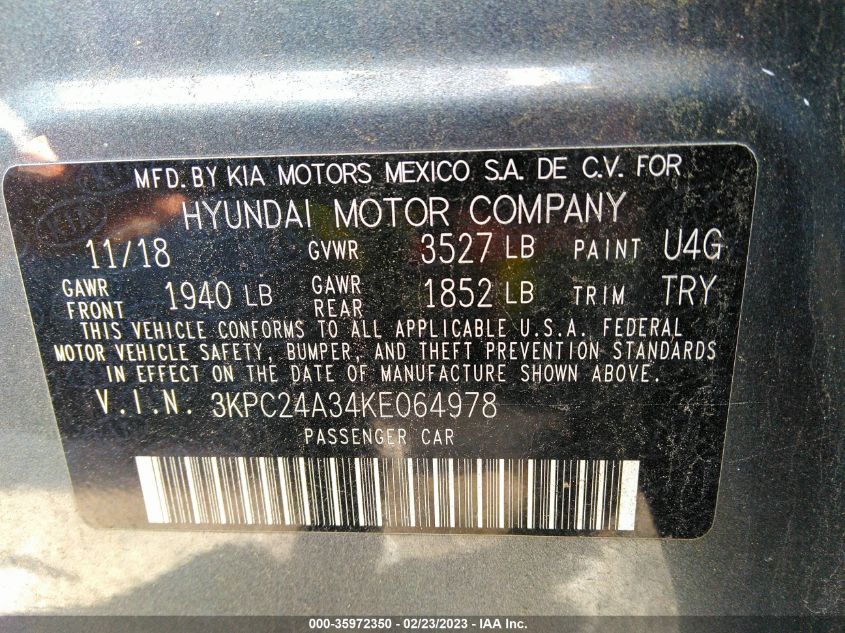 MFD. BY KIA MOTORS MEXICO S.A. DE C.V. FOR
HYUNDAI MOTOR COMPANY
11/18 GVWR 3527 LB PAINT U4G
GAWR FRONT 1940 LB GAWR REAR 1852 LB TRIM TRY
THIS VEHICLE CONFORMS TO ALL APPLICABLE U.S.A. FEDERAL
MOTOR VEHICLE SAFETY, BUMPER, AND THEFT PREVENTION STANDARDS
IN EFFECT ON THE DATE OF MANUFACTURE SHOWN ABOVE.
V.I.N. 3KPC24A34KE064978
PASSENGER CAR
000-35972350 - 02/23/2023 - IAA Inc.